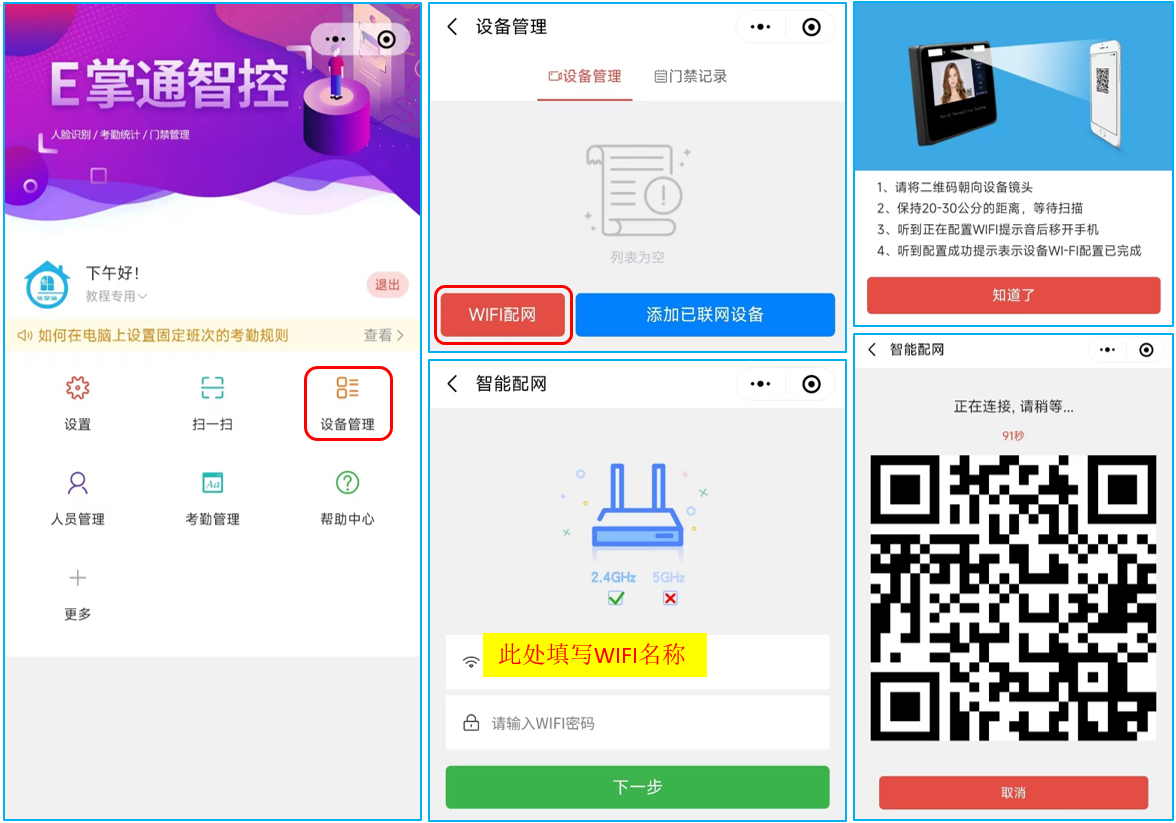 E掌通智控
人脸识别 / 考勤统计 / 门禁管理
下午好!
教程专用
退出
如何在电脑上设置固定班次的考勤规则
查看
设置
扫一扫
设备管理
人员管理
Aa
考勤管理
帮助中心
更多
设备管理
设备管理
门禁记录
列表为空
WIFI配网
添加已联网设备
智能配网
2.4GHz
5GHz
此处填写WIFI名称
请输入WIFI密码
下一步
1、请将二维码朝向设备镜头
2、保持20-30公分的距离，等待扫描
3、听到正在配置WIFI提示音后移开手机
4、听到配置成功提示表示设备WI-FI配置已完成
知道了
智能配网
正在连接, 请稍等...
91秒
取消